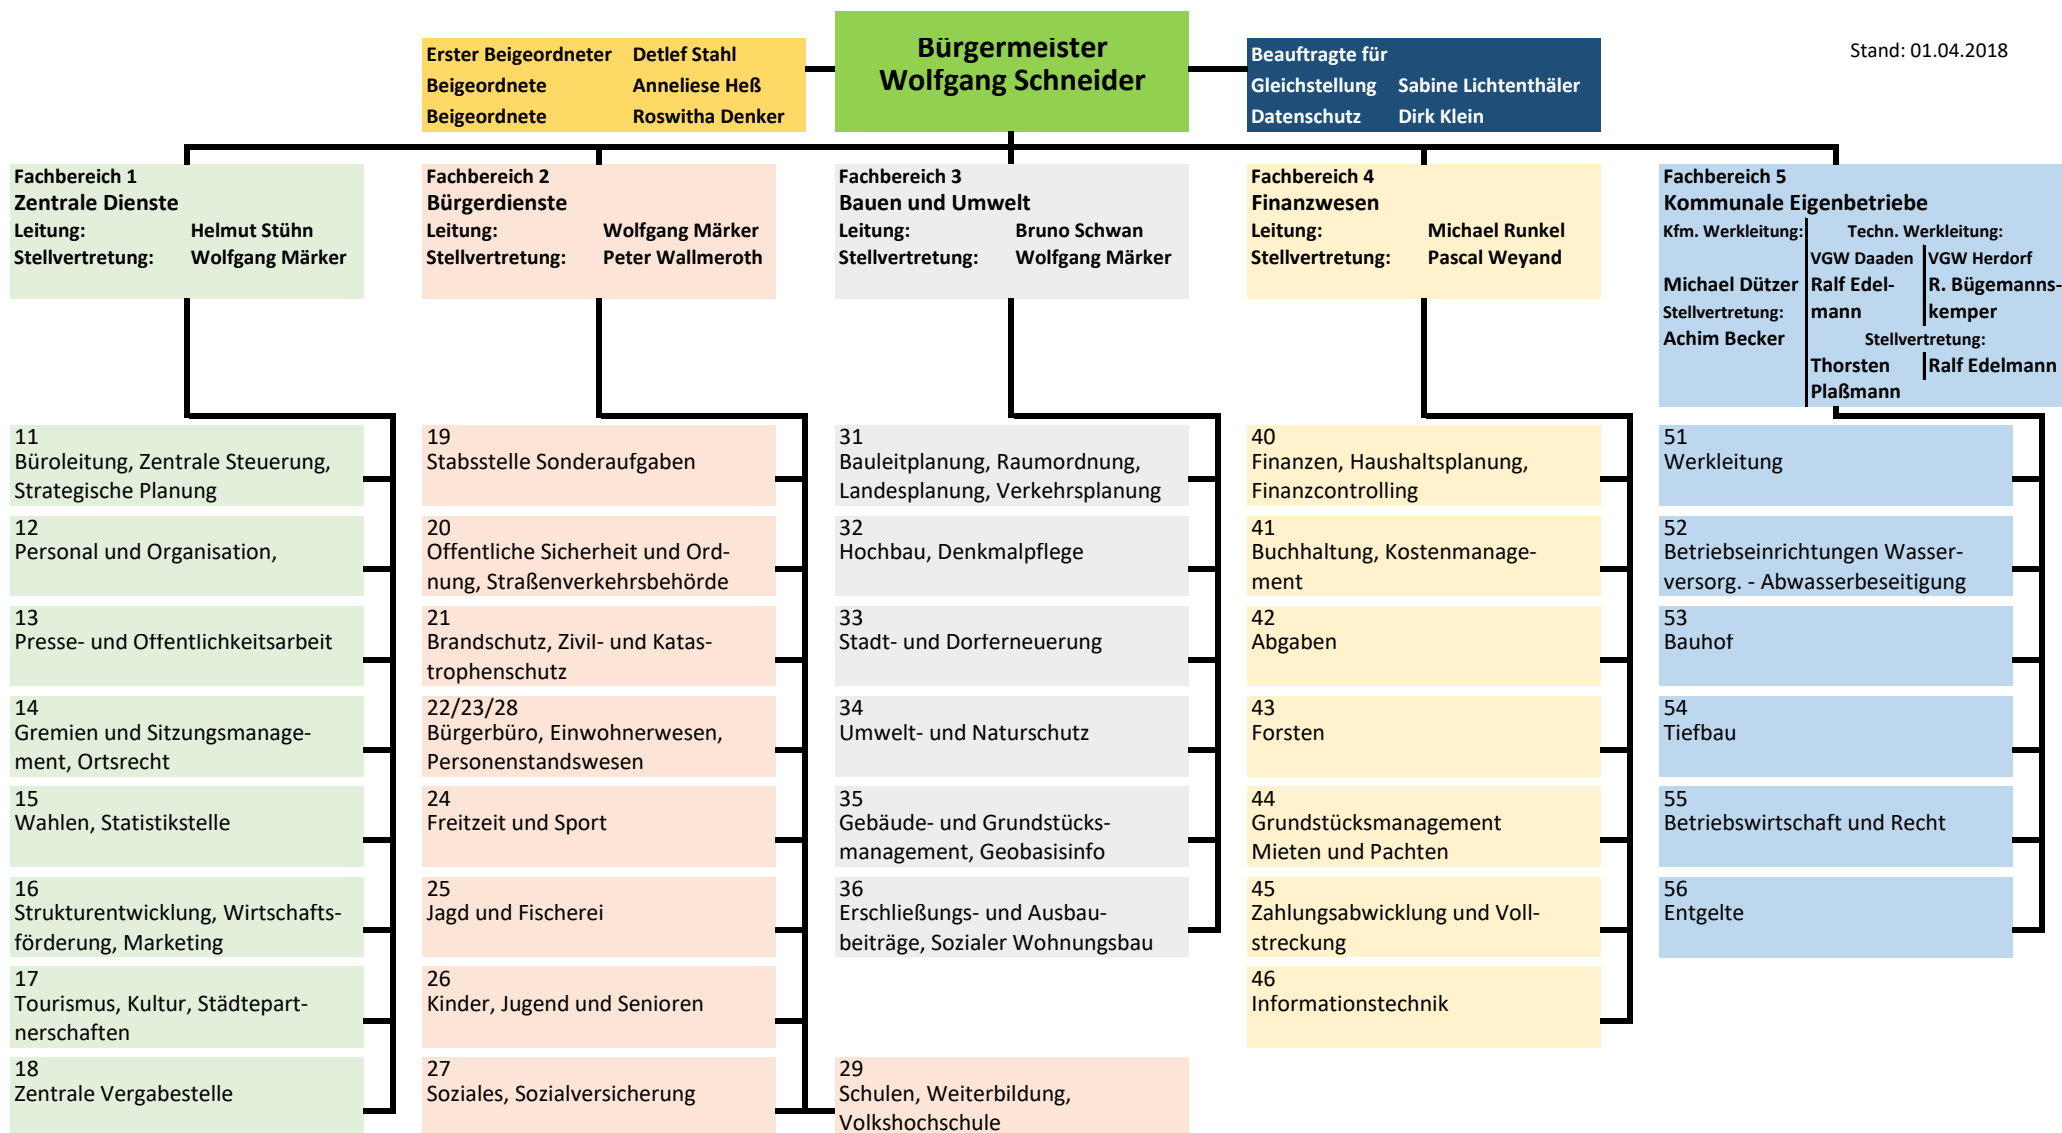 Erster Beigeordneter Detlef Stahl
Beigeordnete Anneliese Heß
Beigeordnete Roswitha Denker
Bürgermeister
Wolfgang Schneider
Beauftragte für
Gleichstellung Sabine Lichtenthäler
Datenschutz Dirk Klein
Stand: 01.04.2018
Fachbereich 1
Zentrale Dienste
Leitung: Helmut Stühn
Stellvertretung: Wolfgang Märker
Fachbereich 2
Bürgerdienste
Leitung: Wolfgang Märker
Stellvertretung: Peter Wallmeroth
Fachbereich 3
Bauen und Umwelt
Leitung: Bruno Schwan
Stellvertretung: Wolfgang Märker
Fachbereich 4
Finanzwesen
Leitung: Michael Runkel
Stellvertretung: Pascal Weyand
Fachbereich 5
Kommunale Eigenbetriebe
Kfm. Werkleitung:
Michael Dützer
Stellvertretung:
Achim Becker
Techn. Werkleitung:
VGW Daaden VGW Herdorf
Ralf Edel- R. Bügemanns-
mann kemper
Stellvertretung:
Thorsten Ralf Edelmann
Plaßmann
11
Büroleitung, Zentrale Steuerung,
Strategische Planung
12
Personal und Organisation,
13
Presse- und Offentlichkeitsarbeit
14
Gremien und Sitzungsmanage-
ment, Ortsrecht
15
Wahlen, Statistikstelle
16
Strukturentwicklung, Wirtschafts-
förderung, Marketing
17
Tourismus, Kultur, Städtepart-
nerschaften
18
Zentrale Vergabestelle
19
Stabsstelle Sonderaufgaben
20
Offentliche Sicherheit und Ord-
nung, Straßenverkehrsbehörde
21
Brandschutz, Zivil- und Katas-
trophenschutz
22/23/28
Bürgerbüro, Einwohnerwesen,
Personenstandswesen
24
Freitzeit und Sport
25
Jagd und Fischerei
26
Kinder, Jugend und Senioren
27
Soziales, Sozialversicherung
29
Schulen, Weiterbildung,
Volkshochschule
31
Bauleitplanung, Raumordnung,
Landesplanung, Verkehrsplanung
32
Hochbau, Denkmalpflege
33
Stadt- und Dorferneuerung
34
Umwelt- und Naturschutz
35
Gebäude- und Grundstücks-
management, Geobasisinfo
36
Erschließungs- und Ausbau-
beiträge, Sozialer Wohnungsbau
40
Finanzen, Haushaltsplanung,
Finanzcontrolling
41
Buchhaltung, Kostenmanage-
ment
42
Abgaben
43
Forsten
44
Grundstücksmanagement
Mieten und Pachten
45
Zahlungsabwicklung und Voll-
streckung
46
Informationstechnik
51
Werkleitung
52
Betriebseinrichtungen Wasser-
versorg. - Abwasserbeseitigung
53
Bauhof
54
Tiefbau
55
Betriebswirtschaft und Recht
56
Entgelte